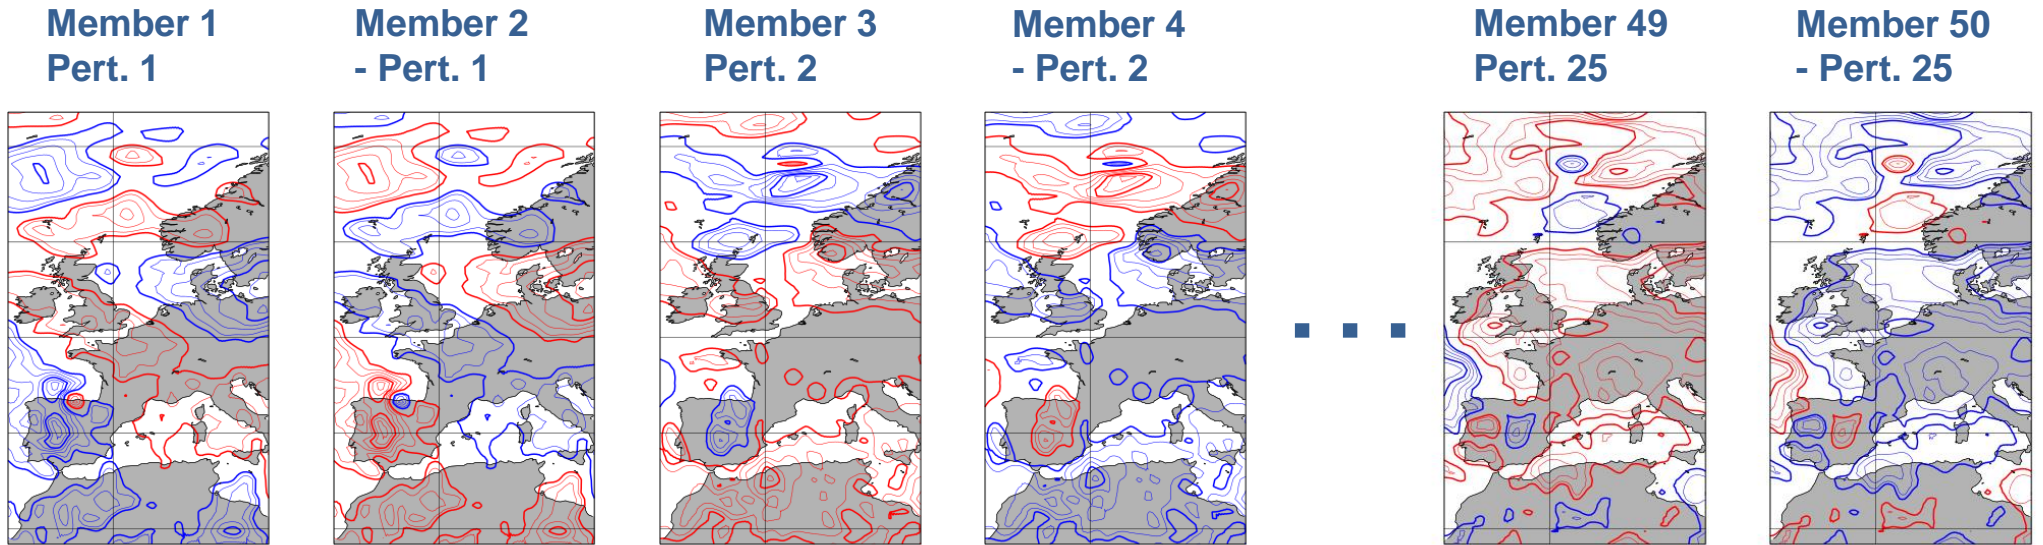 Member 1
Pert. 1
Member 2
- Pert. 1
Member 3
Pert. 2
Member 4
- Pert. 2
Member 49
Pert. 25
Member 50
- Pert. 25